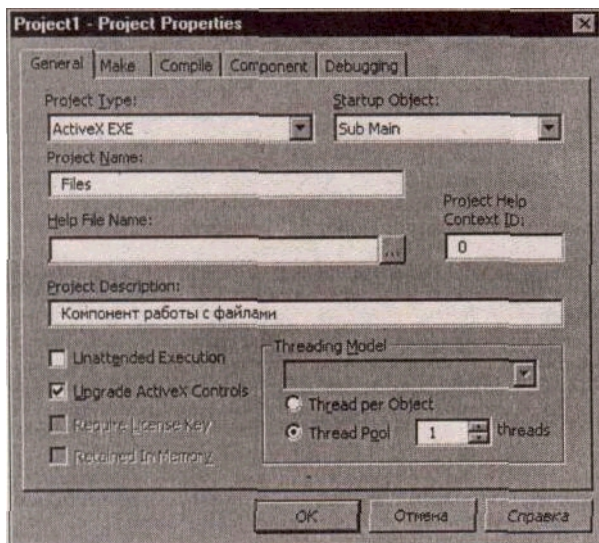 Project1 - Project Properties
General Make Compile Component Debugging
Project Type: Startup Object:
ActiveX EXE Sub Main
Project Name:
Files
Help File Name: Project Help Context ID:
... 0
Project Description:
Компонент работы с файлами
Unattended Execution
Upgrade ActiveX Controls
Require License Key
Retained In Memory
Threading Model
Thread per Object
Thread Pool 1 threads
OK Отмена Справка